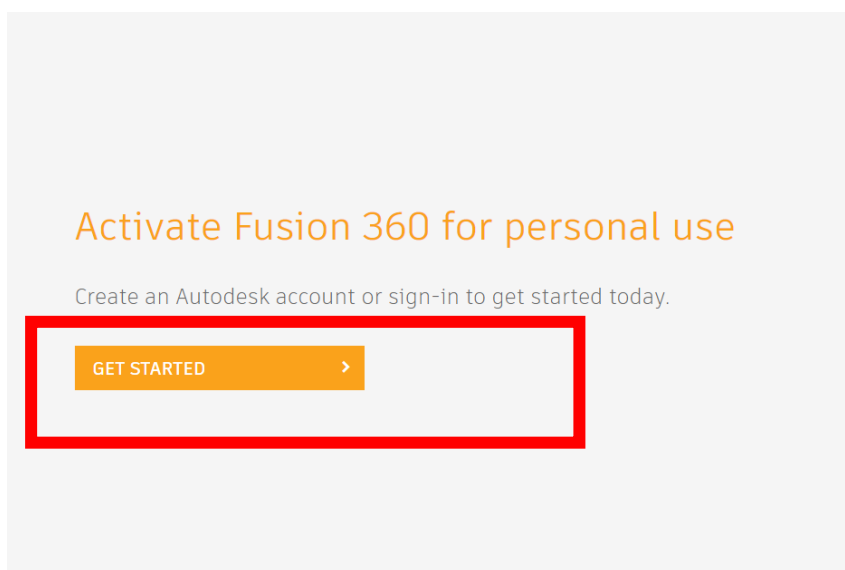 Activate Fusion 360 for personal use
Create an Autodesk account or sign-in to get started today.
GET STARTED